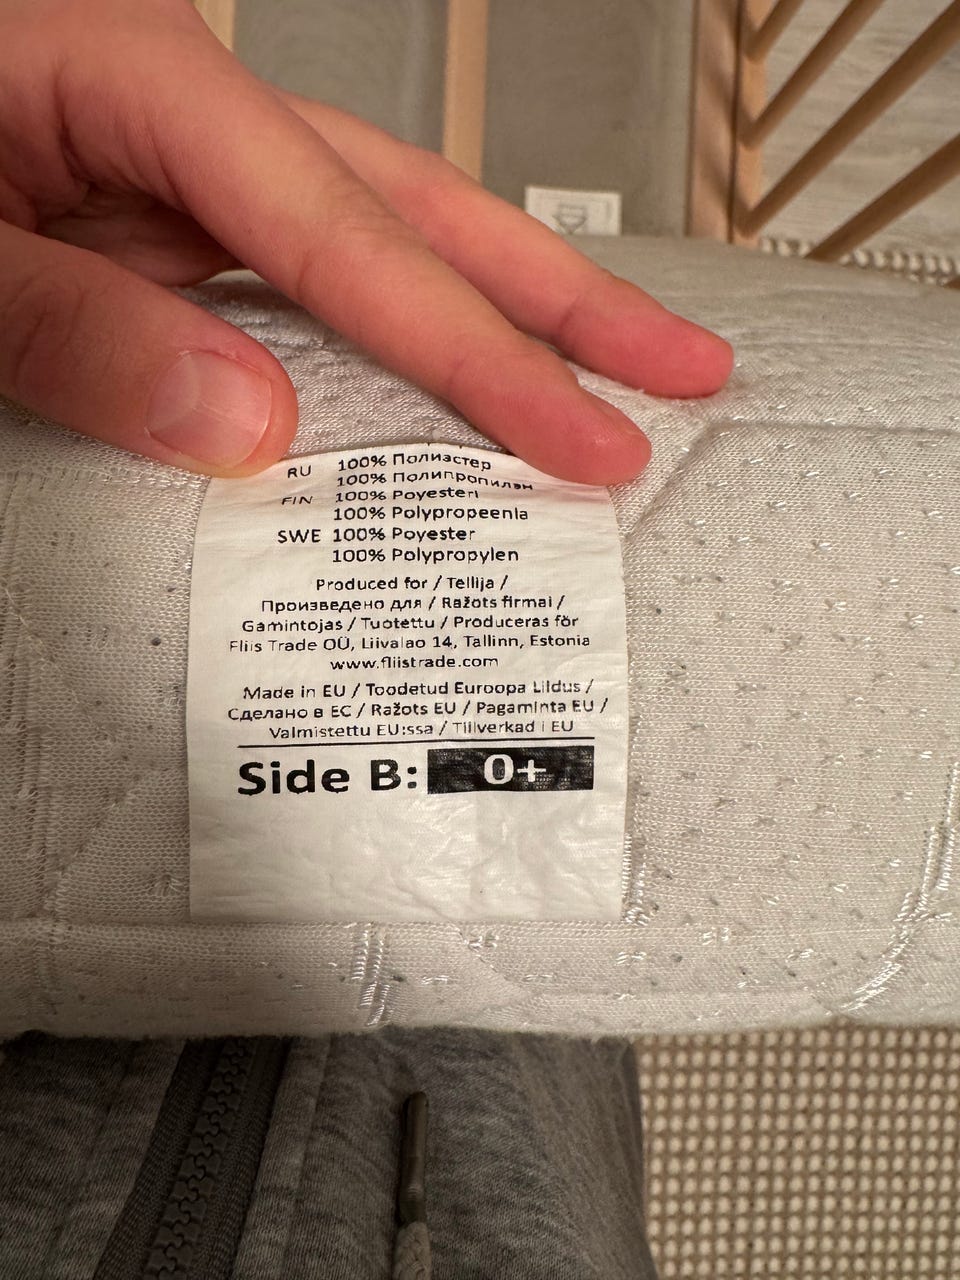 RU 100% Полиэстер
100% Полипропилэн
FIN 100% Poyesteri
100% Polypropeenia
SWE 100% Poyester
100% Polypropylen
Produced for / Tellija /
Произведено для / Ražots firmai /
Gamintojas / Tuotettu / Produceras för
Fliis Trade OÜ, Liivalao 14, Tallinn, Estonia
www.fliistrade.com
Made in EU / Toodetud Euroopa Liidus /
Сделано в ЕС / Ražots EU / Pagaminta EU /
Valmistettu EU:ssa / Tillverkad i EU
Side B: 0+